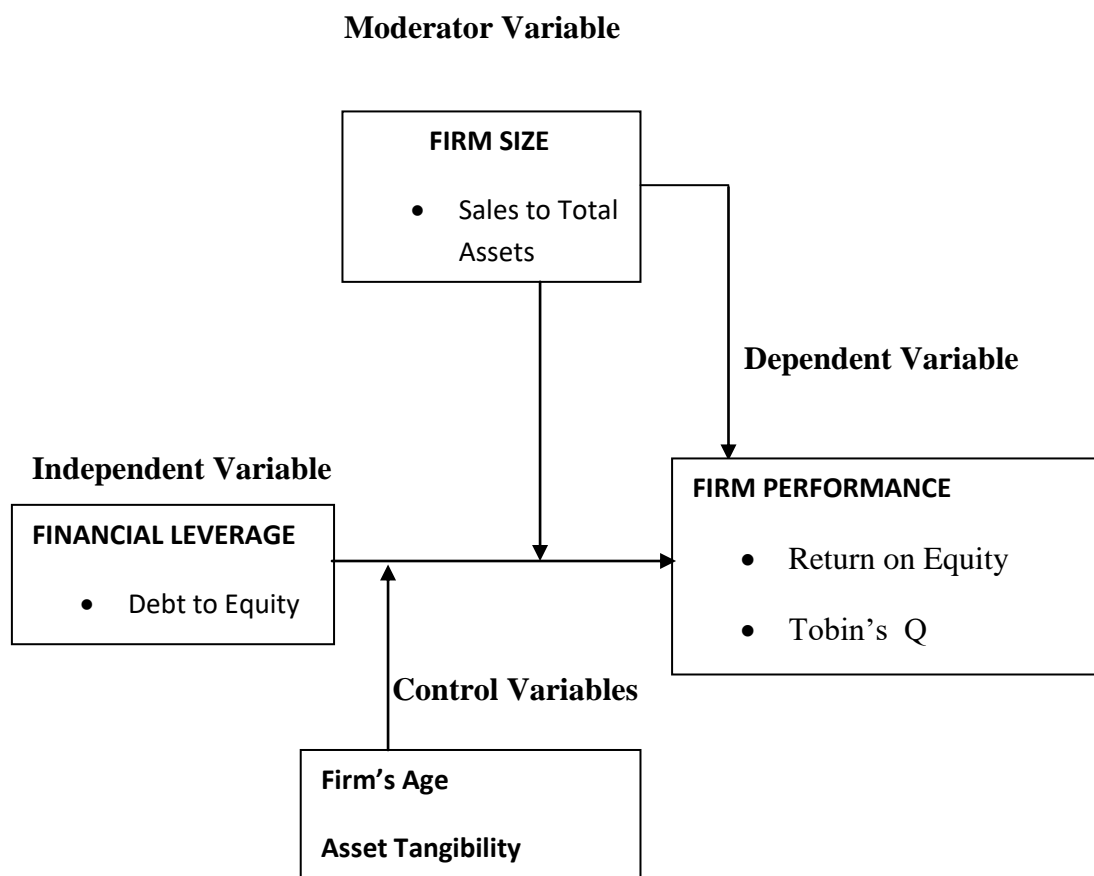 Moderator Variable
FIRM SIZE
• Sales to Total
Assets
Dependent Variable
Independent Variable
FIRM PERFORMANCE
FINANCIAL LEVERAGE
• Return on Equity
• Debt to Equity
• Tobin’s Q
Control Variables
Firm’s Age
Asset Tangibility